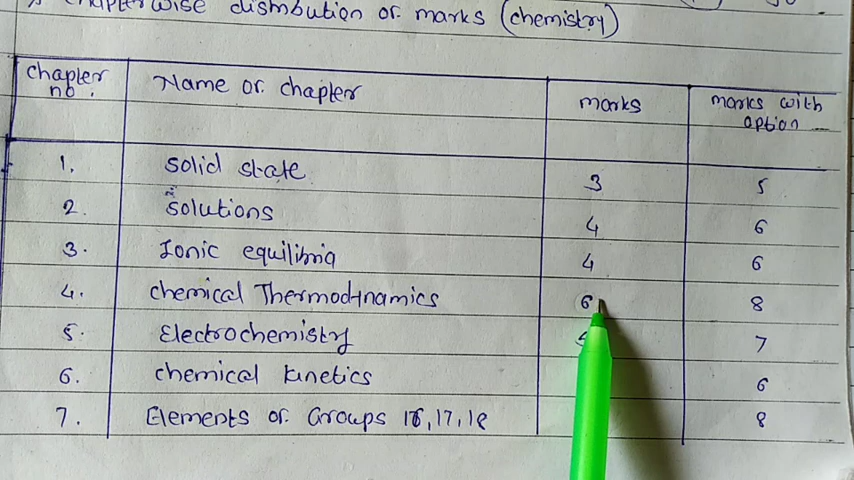 chapterwise distribution of marks (chemistry)
chapter no. Name of chapter marks marks with option
1. solid state 3 5
2. solutions 4 6
3. Ionic equilibria 4 6
4. chemical Thermodynamics 6 8
5. Electrochemistry 7
6. chemical kinetics 6
7. Elements of Groups 16, 17, 18 8